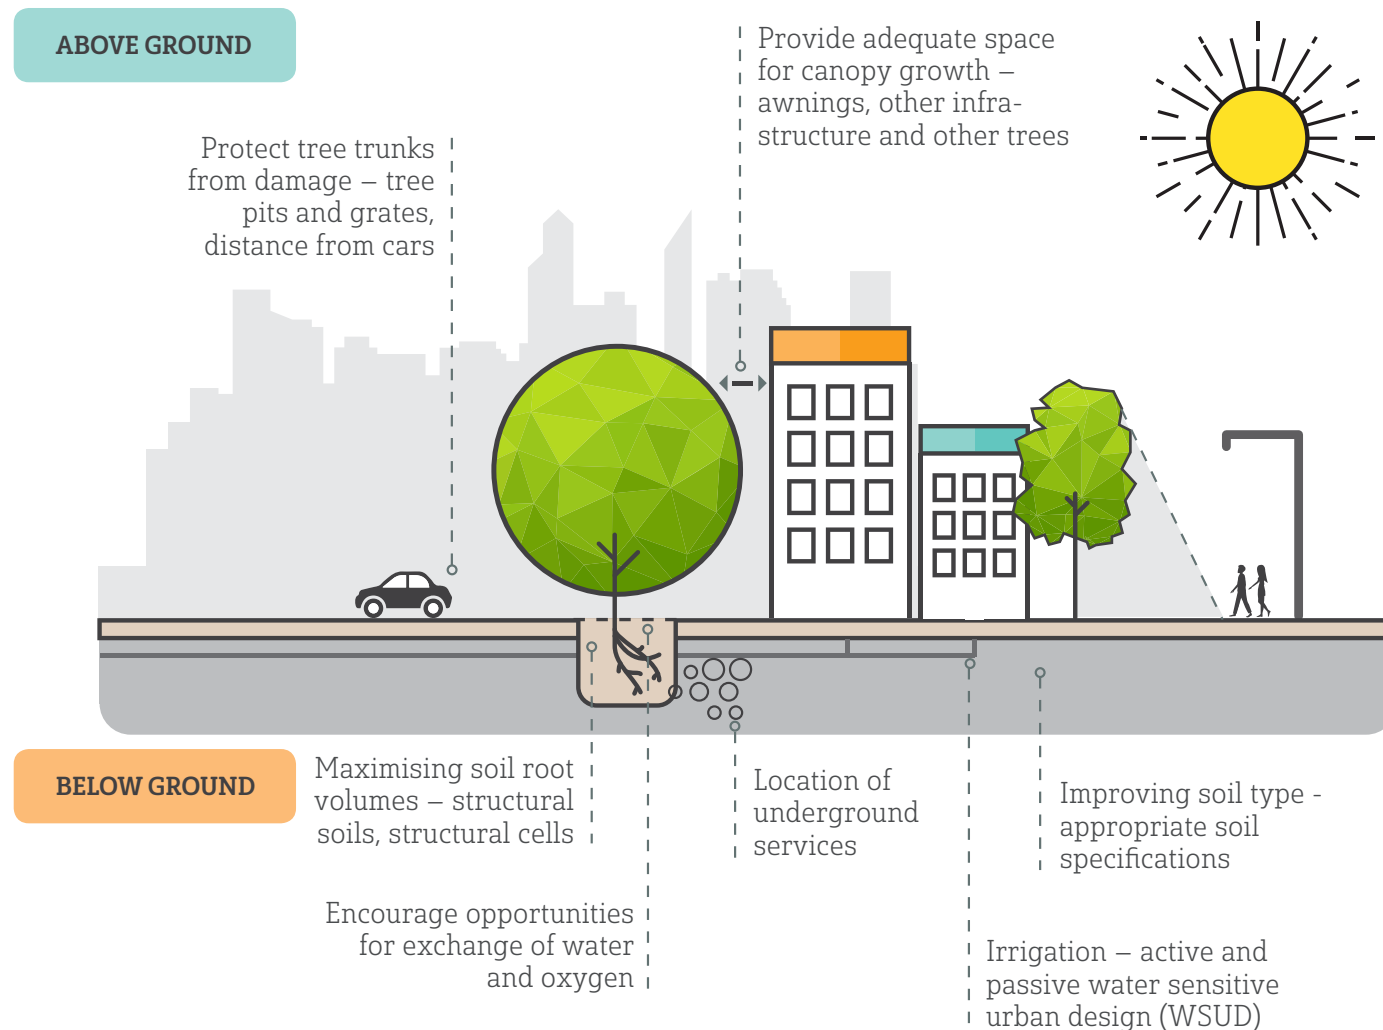 ABOVE GROUND
Provide adequate space
for canopy growth –
awnings, other infra-
structure and other trees
Protect tree trunks
from damage – tree
pits and grates,
distance from cars
BELOW GROUND
Maximising soil root
volumes – structural
soils, structural cells
Location of
underground
services
Improving soil type -
appropriate soil
specifications
Encourage opportunities
for exchange of water
and oxygen
Irrigation – active and
passive water sensitive
urban design (WSUD)